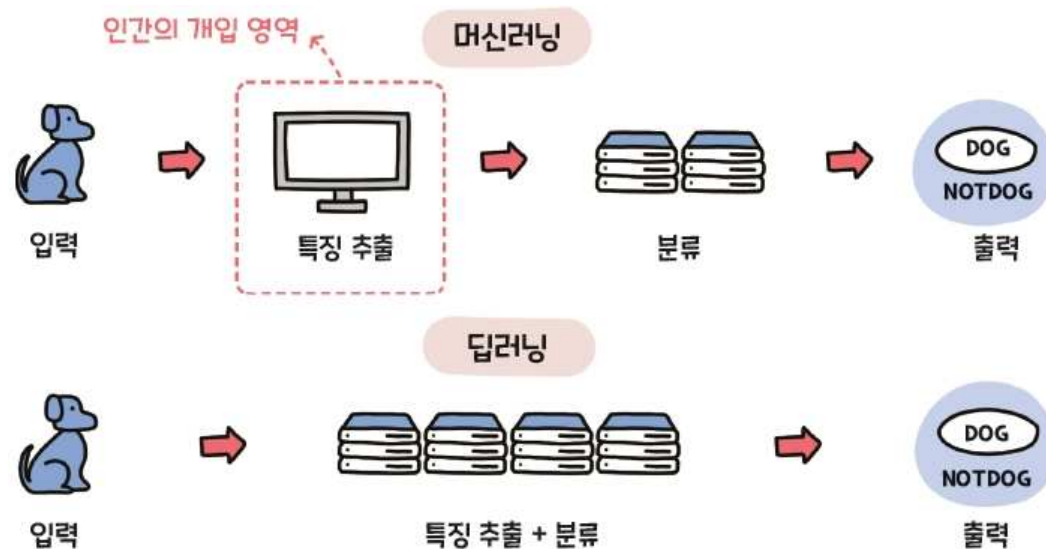 인간의 개입 영역
머신러닝
입력
특징 추출
분류
DOG
NOTDOG
출력
딥러닝
입력
특징 추출 + 분류
DOG
NOTDOG
출력